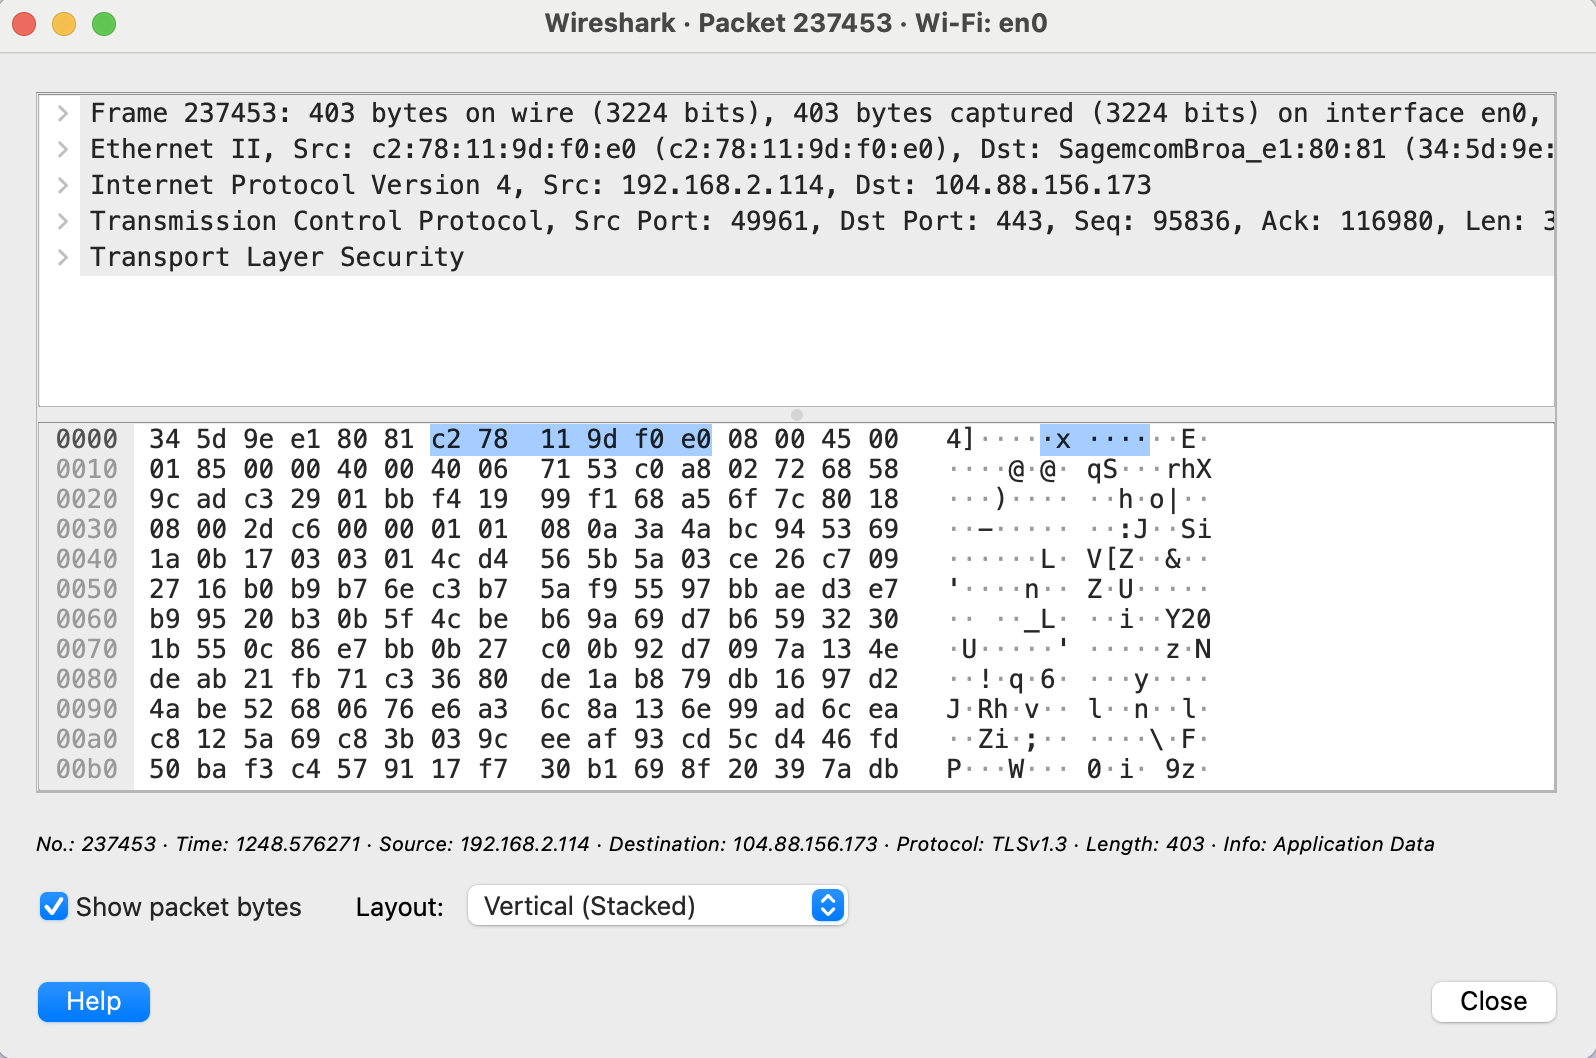 Wireshark · Packet 237453 · Wi-Fi: en0
Frame 237453: 403 bytes on wire (3224 bits), 403 bytes captured (3224 bits) on interface en0,
Ethernet II, Src: c2:78:11:9d:f0:e0 (c2:78:11:9d:f0:e0), Dst: SagemcomBroa_e1:80:81 (34:5d:9e:
Internet Protocol Version 4, Src: 192.168.2.114, Dst: 104.88.156.173
Transmission Control Protocol, Src Port: 49961, Dst Port: 443, Seq: 95836, Ack: 116980, Len: 3
Transport Layer Security
0000 34 5d 9e e1 80 81 c2 78 11 9d f0 e0 08 00 45 00 4]·····x ······E·
0010 01 85 00 00 40 00 40 06 71 53 c0 a8 02 72 68 58 ····@·@· qS···rhX
0020 9c ad c3 29 01 bb f4 19 99 f1 68 a5 6f 7c 80 18 ···)···· ··h·o|··
0030 08 00 2d c6 00 00 01 01 08 0a 3a 4a bc 94 53 69 ··-····· ··:J··Si
0040 1a 0b 17 03 03 01 4c d4 56 5b 5a 03 ce 26 c7 09 ······L· V[Z··&··
0050 27 16 b0 b9 b7 6e c3 b7 5a f9 55 97 bb ae d3 e7 '····n·· Z·U·····
0060 b9 95 20 b3 0b 5f 4c be b6 9a 69 d7 b6 59 32 30 ·· ··_L· ··i··Y20
0070 1b 55 0c 86 e7 bb 0b 27 c0 0b 92 d7 09 7a 13 4e ·U·····' ·····z·N
0080 de ab 21 fb 71 c3 36 80 de 1a b8 79 db 16 97 d2 ··!·q·6· ···y····
0090 4a be 52 68 06 76 e6 a3 6c 8a 13 6e 99 ad 6c ea J·Rh·v·· l··n··l·
00a0 c8 12 5a 69 c8 3b 03 9c ee af 93 cd 5c d4 46 fd ··Zi·;·· ····\·F·
00b0 50 ba f3 c4 57 91 17 f7 30 b1 69 8f 20 39 7a db P···W··· 0·i· 9z·
No.: 237453 · Time: 1248.576271 · Source: 192.168.2.114 · Destination: 104.88.156.173 · Protocol: TLSv1.3 · Length: 403 · Info: Application Data
Show packet bytes Layout: Vertical (Stacked)
Help Close